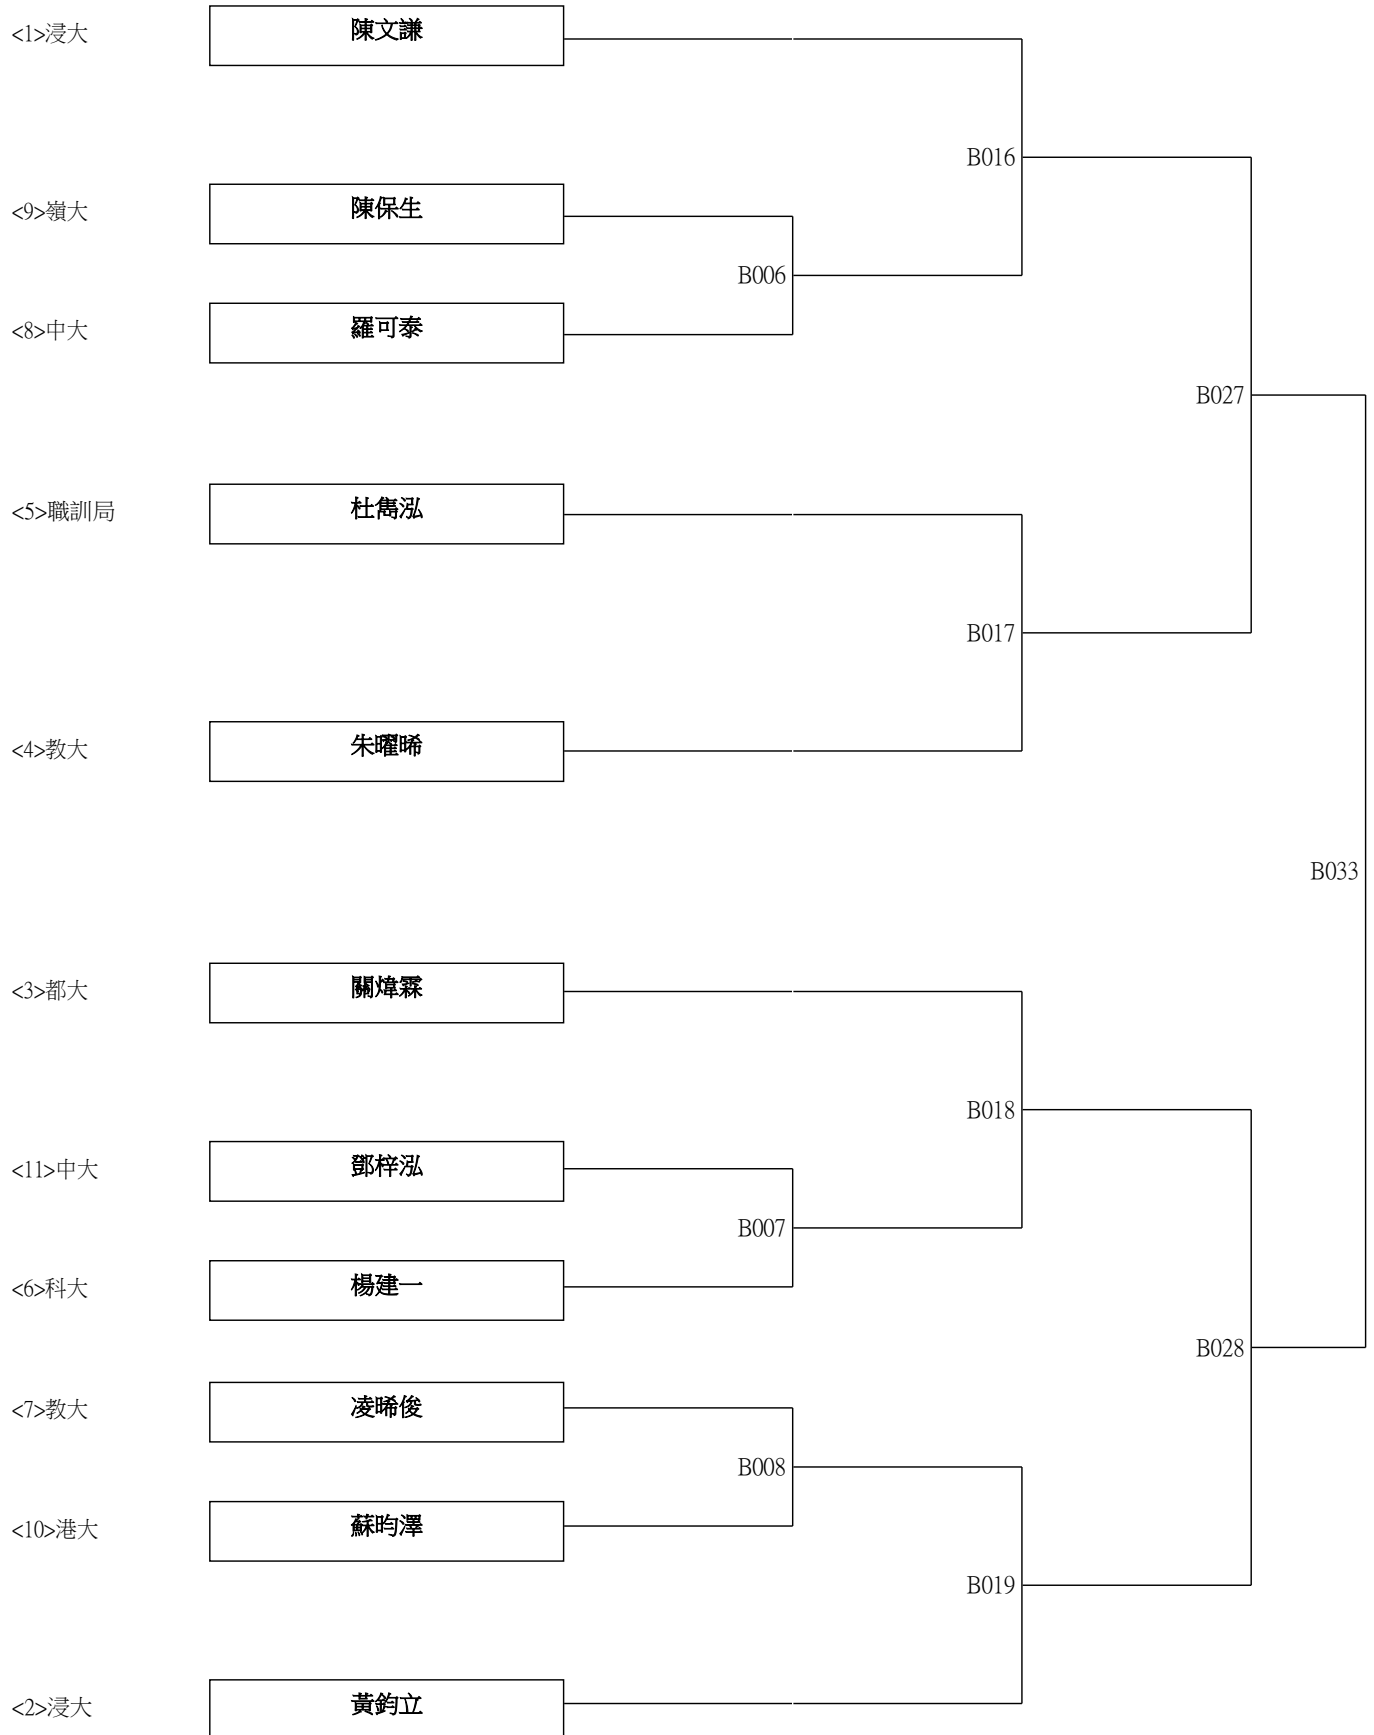 <1>浸大
陳文謙
B016
<9>嶺大
陳保生
B006
<8>中大
羅可泰
B027
<5>職訓局
杜雋泓
B017
<4>教大
朱曜晞
B033
<3>都大
關煒霖
B018
<11>中大
鄧梓泓
B007
<6>科大
楊建一
B028
<7>教大
凌晞俊
B008
<10>港大
蘇昀澤
B019
<2>浸大
黃鈞立